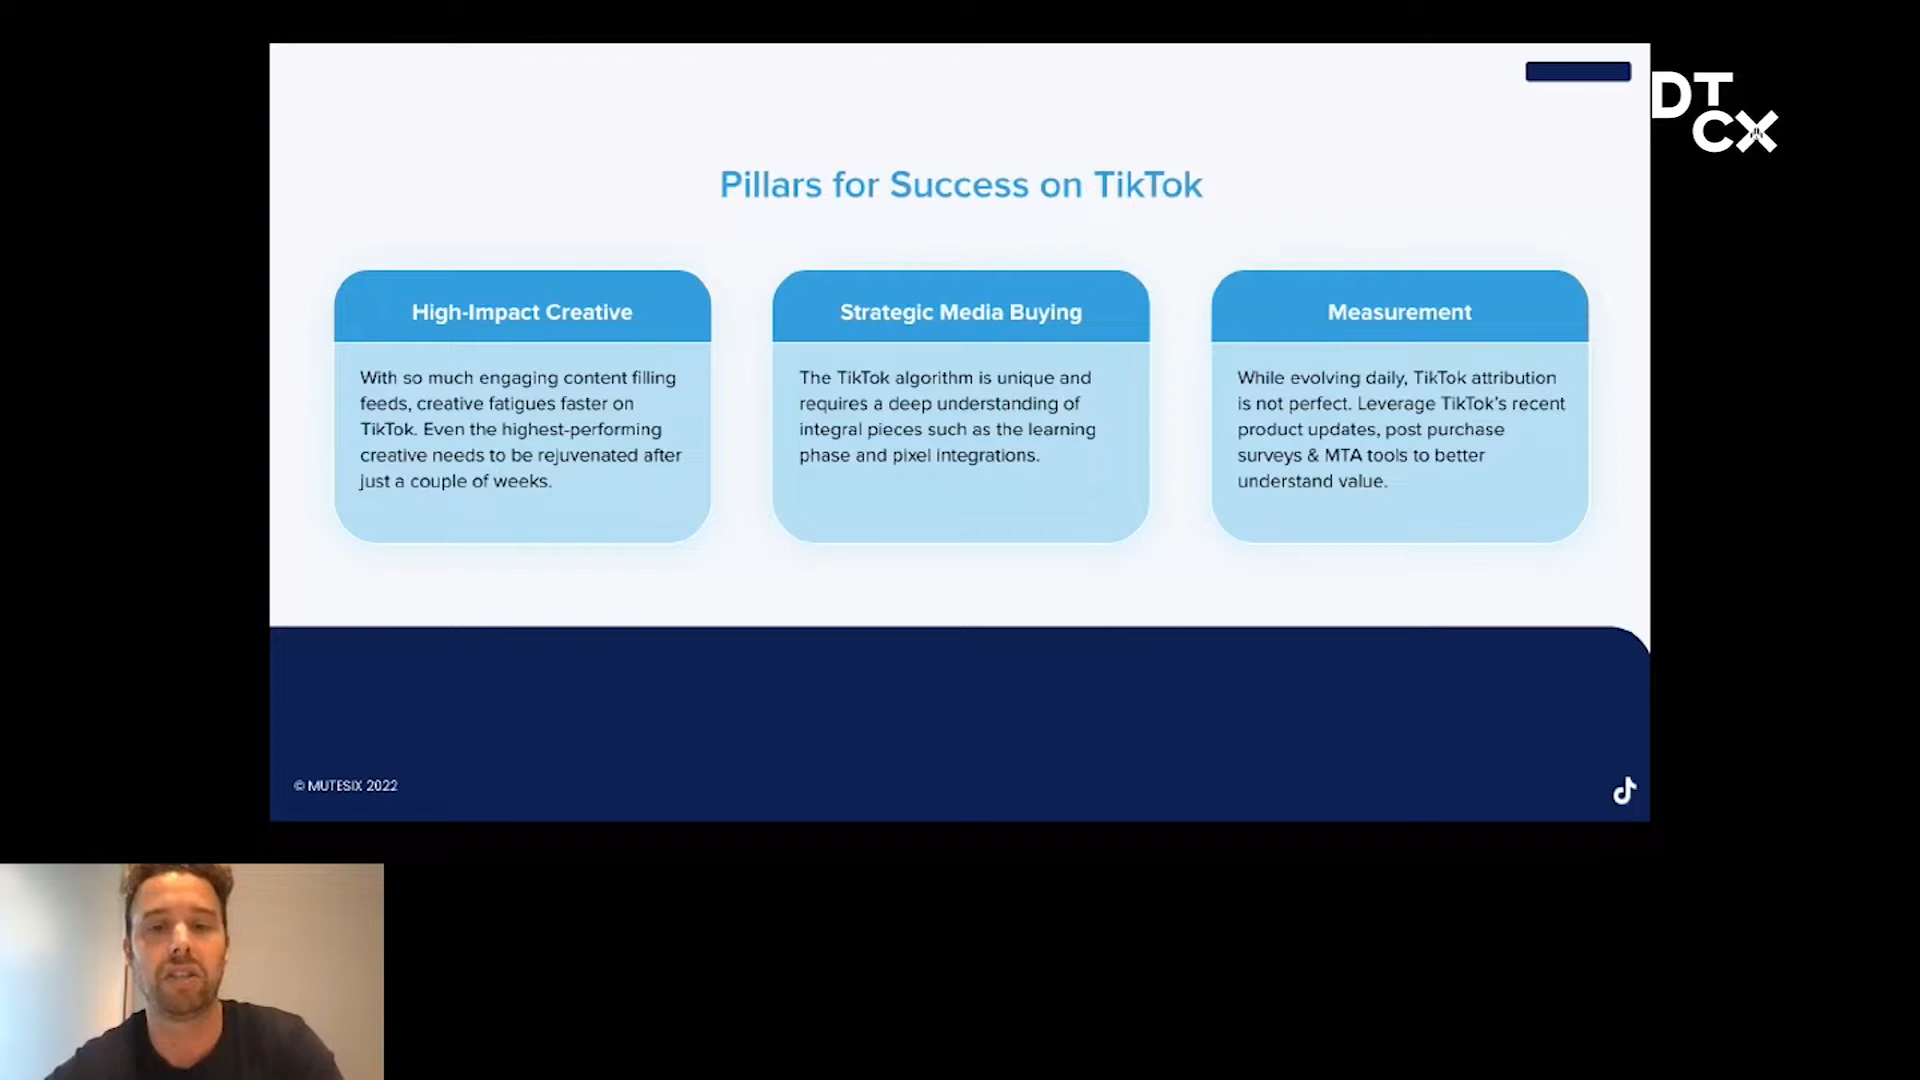 DT
CX
Pillars for Success on TikTok
High-Impact Creative
With so much engaging content filling
feeds, creative fatigues faster on
TikTok. Even the highest-performing
creative needs to be rejuvenated after
just a couple of weeks.
Strategic Media Buying
The TikTok algorithm is unique and
requires a deep understanding of
integral pieces such as the learning
phase and pixel integrations.
Measurement
While evolving daily, TikTok attribution
is not perfect. Leverage TikTok's recent
product updates, post purchase
surveys & MTA tools to better
understand value.
© MUTESIX 2022